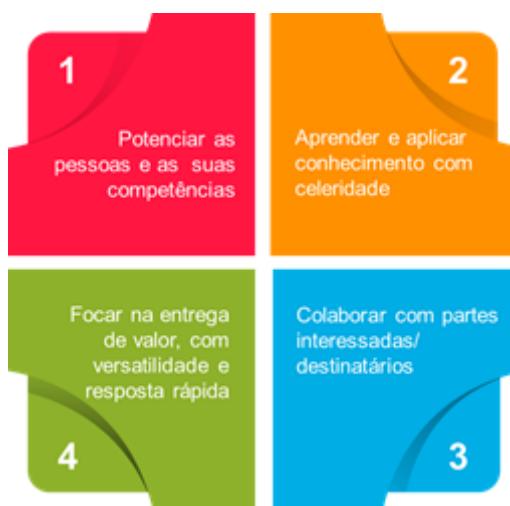 1
Potenciar as
pessoas e as suas
competências
2
Aprender e aplicar
conhecimento com
celeridade
Focar na entrega
de valor, com
versatilidade e
resposta rápida
4
Colaborar com partes
interessadas/
destinatários
3